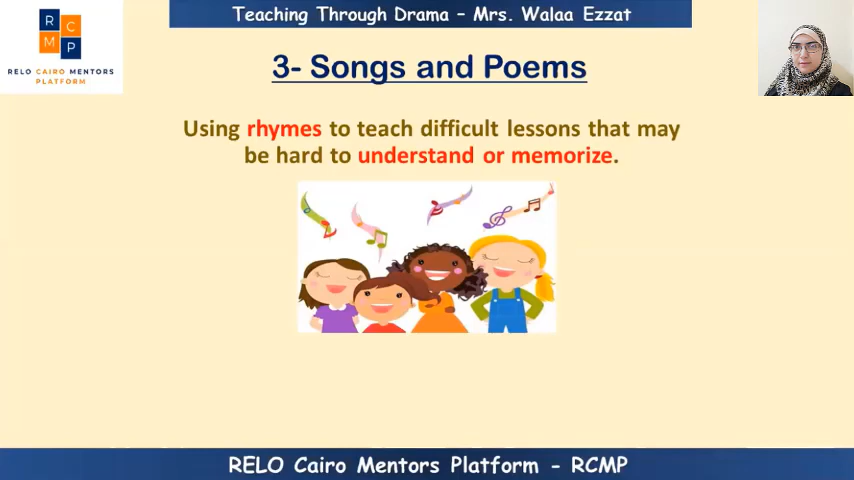 Teaching Through Drama – Mrs. Walaa Ezzat
R C
M P
RELO CAIRO MENTORS
PLATFORM
3- Songs and Poems
Using rhymes to teach difficult lessons that may
be hard to understand or memorize.
RELO Cairo Mentors Platform - RCMP